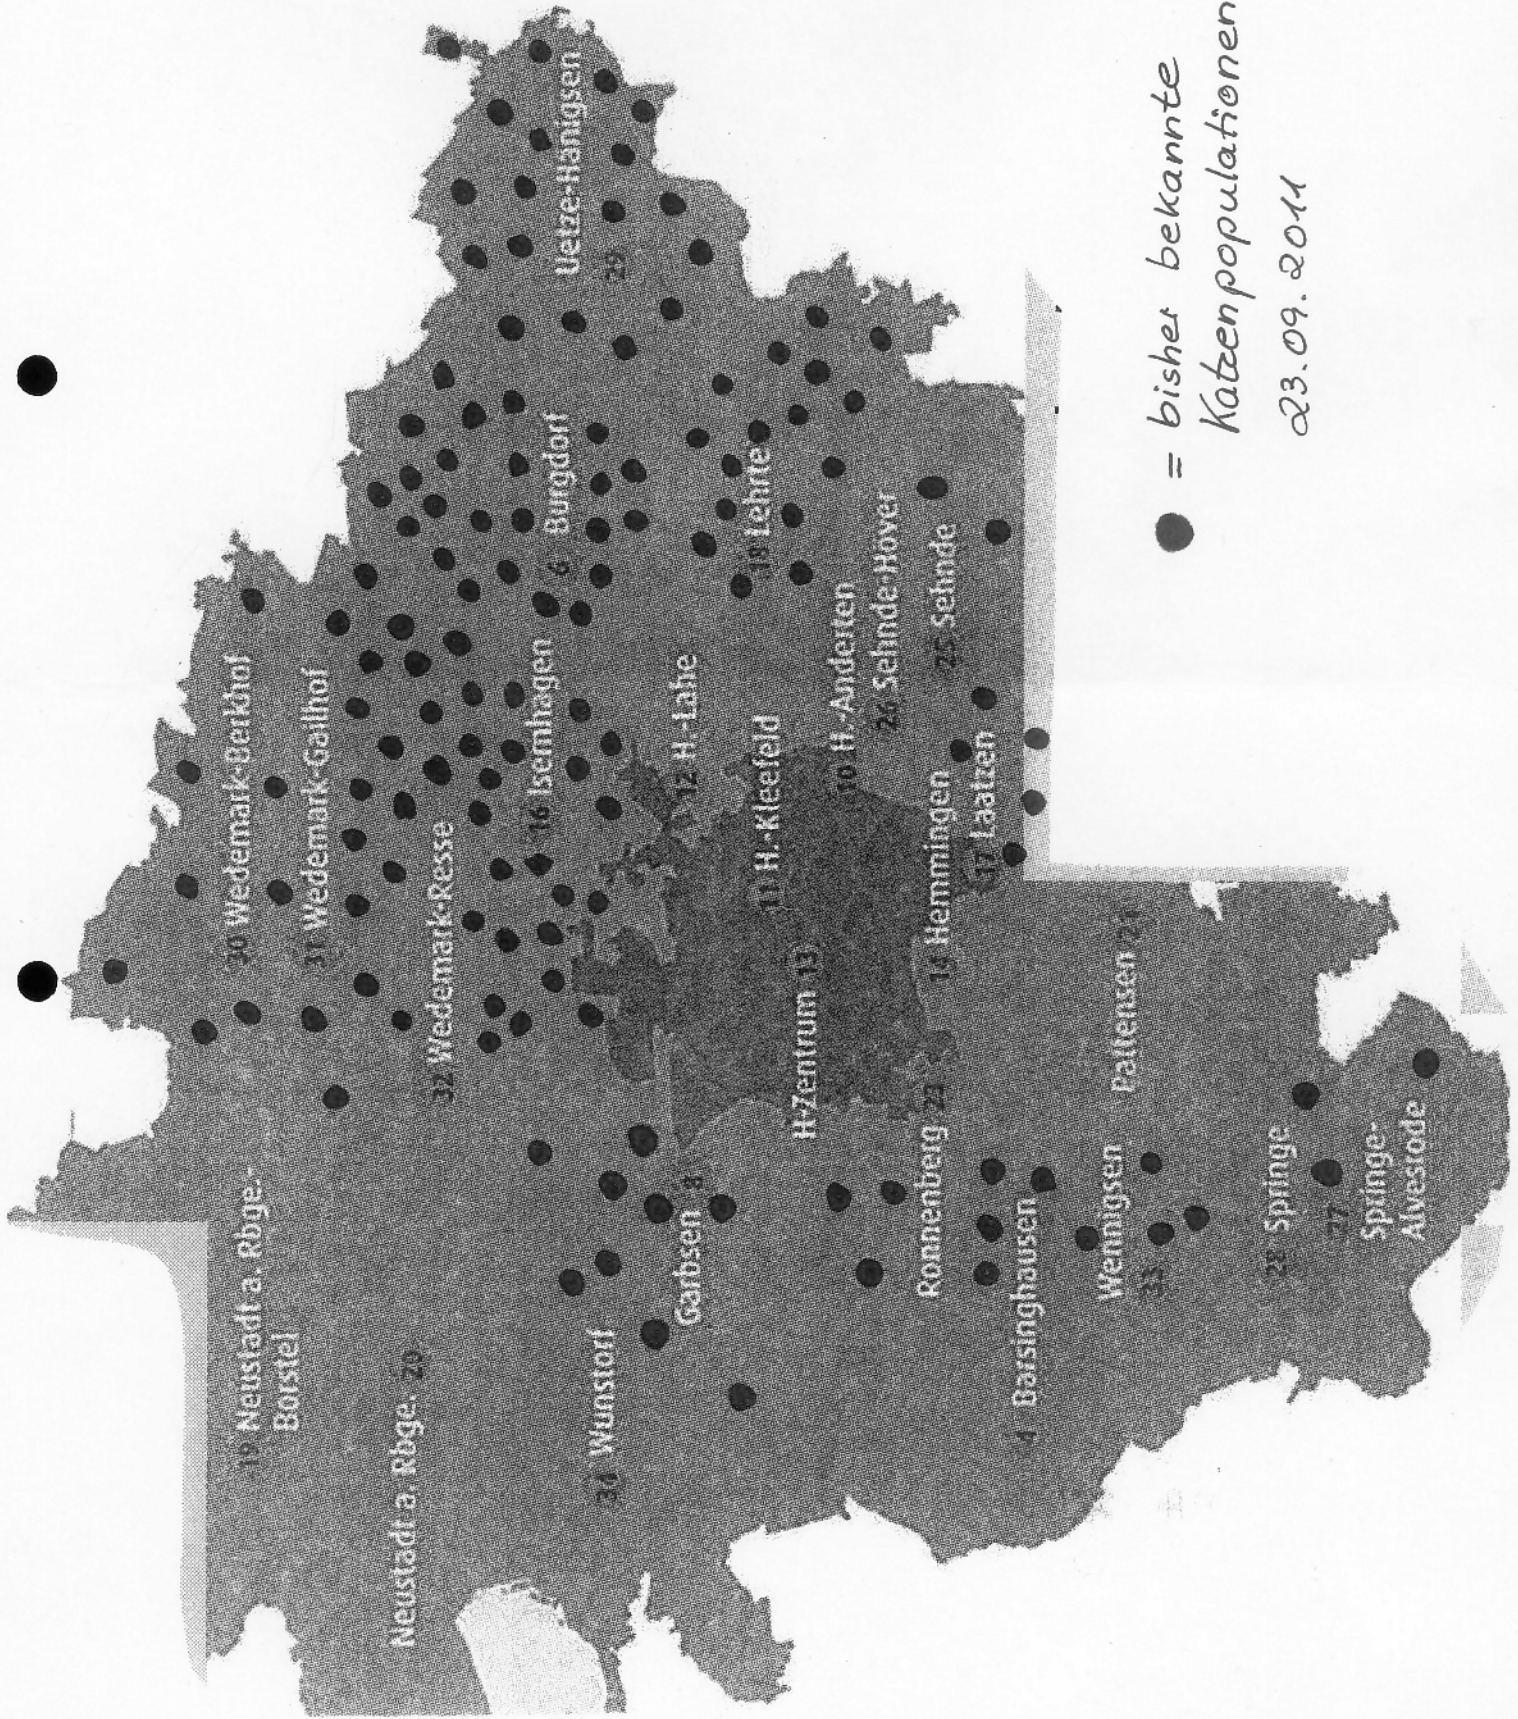 30 Wedemark-Berkhof
31 Wedemark-Gailhof
32 Wedemark-Resse
19 Neustadt a. Rbge.-
Borstel
Neustadt a. Rbge. 20
29
Uetze-Hänigsen
6 Burgdorf
16 Isernhagen
12 H.-Lahe
18 Lehrte
11 H.-Kleefeld
H-Zentrum 13
10 H.-Anderten
26 Sehnde-Höver
25 Sehnde
34 Wunstorf
Garbsen 8
14 Hemmingen
17 Laatzen
Ronnenberg 23
4 Barsinghausen
Pattensen 21
33 Wennigsen
28 Springe
27 Springe-
Alvesrode
= bisher bekannte
Katzenpopulationen
23.09.2011